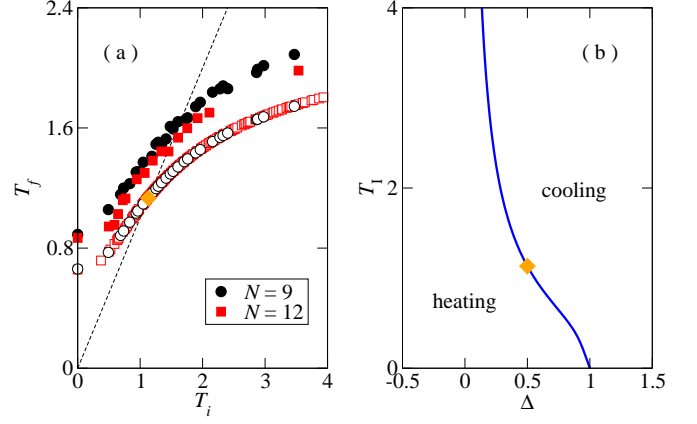 2.4
( a )
1.6
T_f
0.8
N = 9
N = 12
0
0
1
2
3
4
T_i
4
( b )
cooling
T_I
2
heating
0
-0.5
0
0.5
1
1.5
Δ